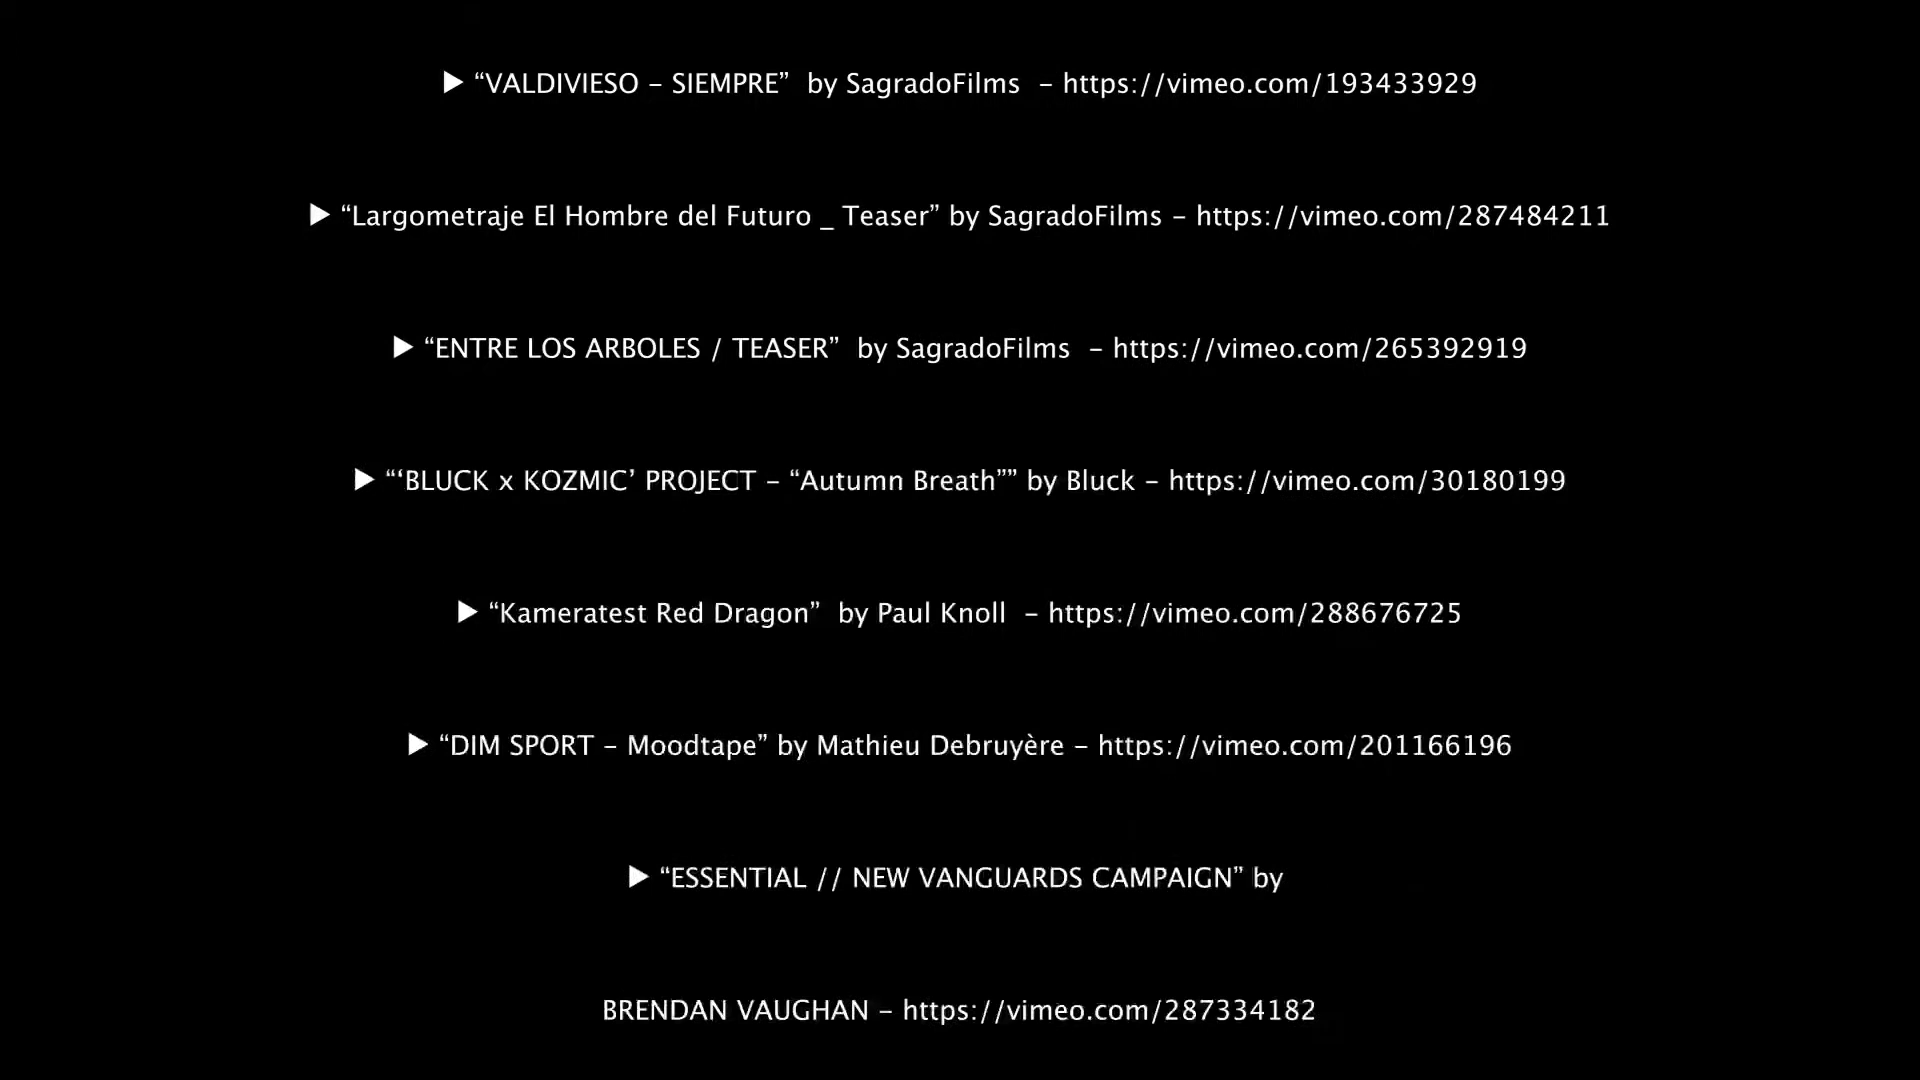 ▶ “VALDIVIESO – SIEMPRE”  by SagradoFilms  – https://vimeo.com/193433929
▶ “Largometraje El Hombre del Futuro _ Teaser” by SagradoFilms – https://vimeo.com/287484211
▶ “ENTRE LOS ARBOLES / TEASER”  by SagradoFilms  – https://vimeo.com/265392919
▶ “‘BLUCK x KOZMIC’ PROJECT – “Autumn Breath”” by Bluck – https://vimeo.com/30180199
▶ “Kameratest Red Dragon”  by Paul Knoll  – https://vimeo.com/288676725
▶ “DIM SPORT – Moodtape” by Mathieu Debruyère – https://vimeo.com/201166196
▶ “ESSENTIAL // NEW VANGUARDS CAMPAIGN” by
BRENDAN VAUGHAN – https://vimeo.com/287334182